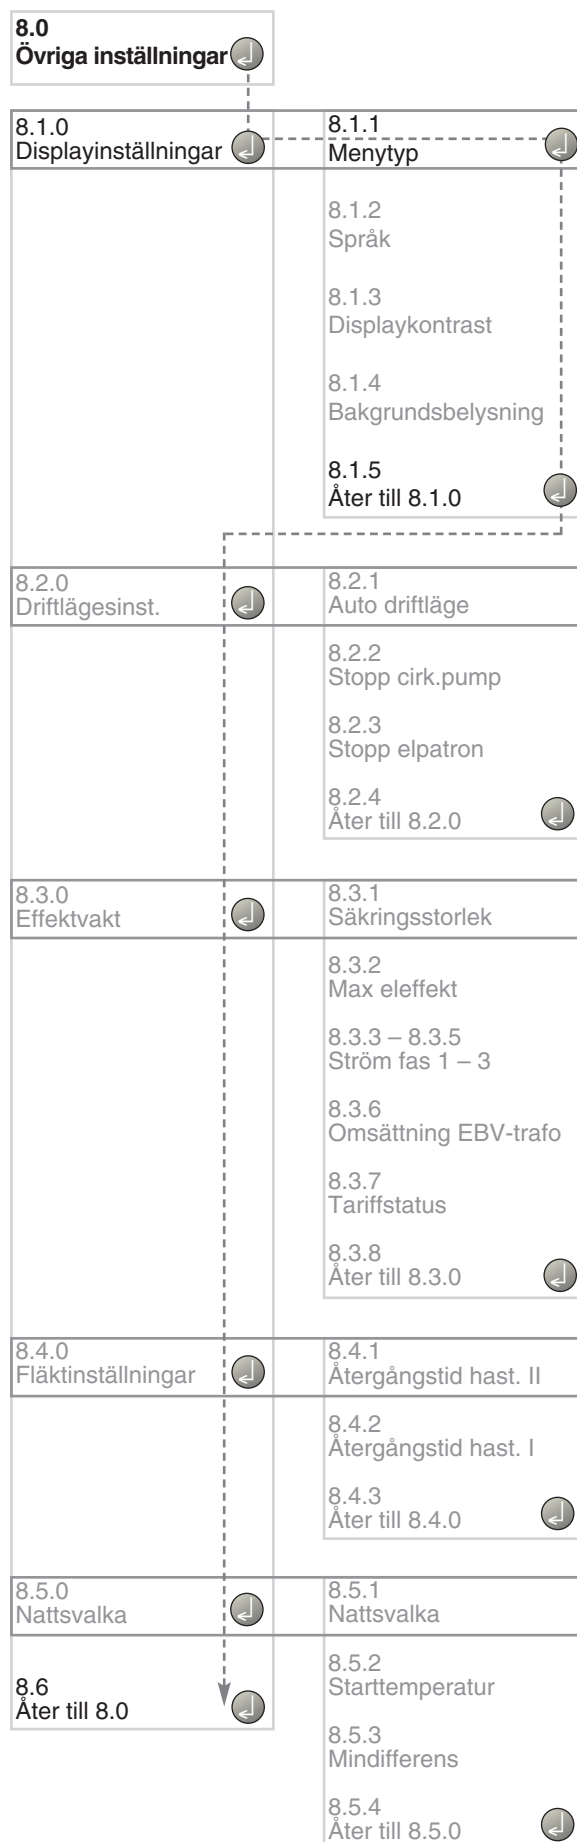 8.0
Övriga inställningar
8.1.0
Displayinställningar
8.1.1
Menytyp
8.1.2
Språk
8.1.3
Displaykontrast
8.1.4
Bakgrundsbelysning
8.1.5
Åter till 8.1.0
8.2.0
Driftlägesinst.
8.2.1
Auto driftläge
8.2.2
Stopp cirk.pump
8.2.3
Stopp elpatron
8.2.4
Åter till 8.2.0
8.3.0
Effektvakt
8.3.1
Säkringsstorlek
8.3.2
Max eleffekt
8.3.3 – 8.3.5
Ström fas 1 – 3
8.3.6
Omsättning EBV-trafo
8.3.7
Tariffstatus
8.3.8
Åter till 8.3.0
8.4.0
Fläktinställningar
8.4.1
Återgångstid hast. II
8.4.2
Återgångstid hast. I
8.4.3
Åter till 8.4.0
8.5.0
Nattsvalka
8.5.1
Nattsvalka
8.6
Åter till 8.0
8.5.2
Starttemperatur
8.5.3
Mindifferens
8.5.4
Åter till 8.5.0